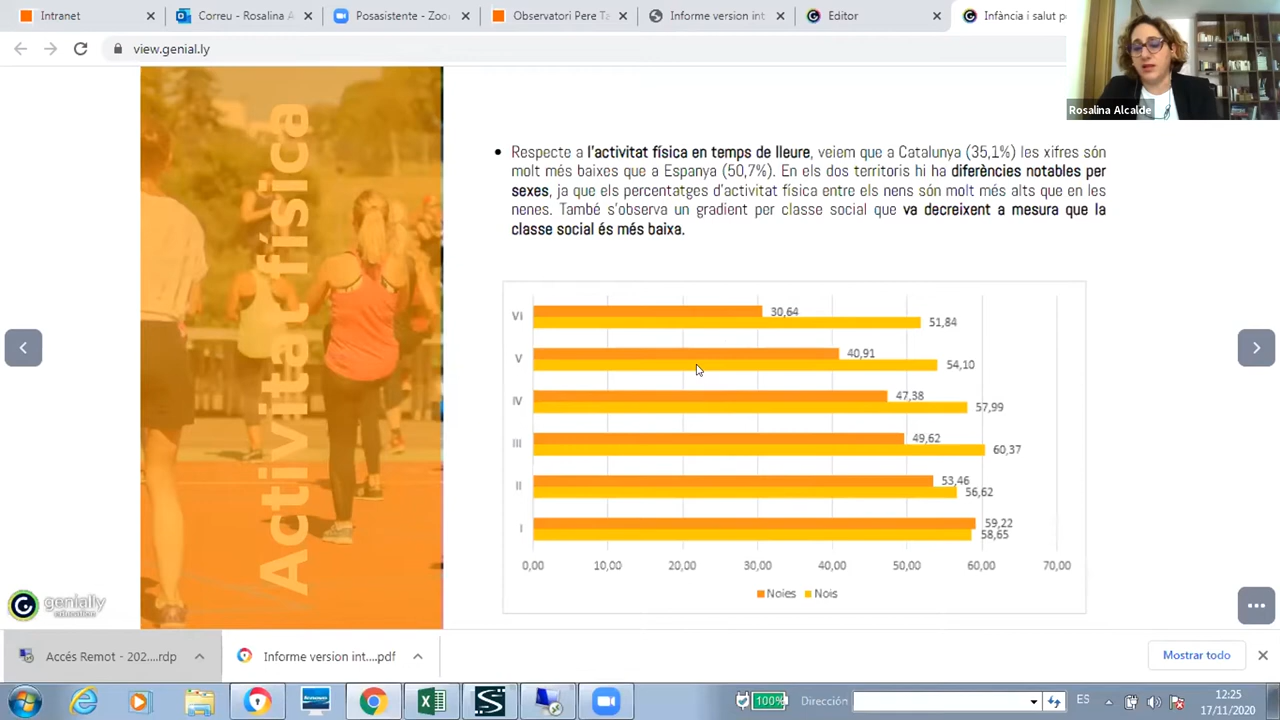 Intranet
Correu - Rosalina A
Posasistente - Zoo
Observatori Pere Ta
Informe version int
Editor
Infància i salut p
view.genial.ly
Rosalina Alcalde
Activitat física
• Respecte a l'activitat física en temps de lleure, veiem que a Catalunya (35,1%) les xifres són
molt més baixes que a Espanya (50,7%). En els dos territoris hi ha diferències notables per
sexes, ja que els percentatges d'activitat física entre els nens són molt més alts que en les
nenes. També s'observa un gradient per classe social que va decreixent a mesura que la
classe social és més baixa.
VI
30,64
51,84
V
40,91
54,10
IV
47,38
57,99
III
49,62
60,37
II
53,46
56,62
I
59,22
58,65
0,00 10,00 20,00 30,00 40,00 50,00 60,00 70,00
Noies Nois
genially
education
Accés Remot - 202....rdp
Informe version int....pdf
Mostrar todo
Lenovo
100%
Dirección
ES
12:25
17/11/2020